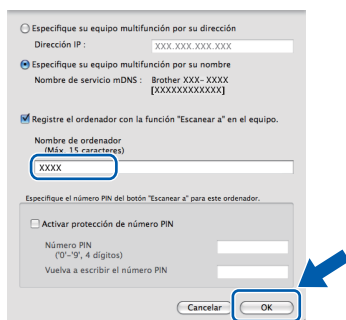 Especifique su equipo multifunción por su dirección
Dirección IP : XXX.XXX.XXX.XXX
Especifique su equipo multifunción por su nombre
Nombre de servicio mDNS : Brother XXX- XXXX
[XXXXXXXXXXXX]
Registre el ordenador con la función "Escanear a" en el equipo.
Nombre de ordenador
(Máx. 15 caracteres)
XXXX
Especifique el número PIN del botón "Escanear a" para este ordenador.
Activar protección de número PIN
Número PIN
('0'-'9', 4 dígitos)
Vuelva a escribir el número PIN
Cancelar OK